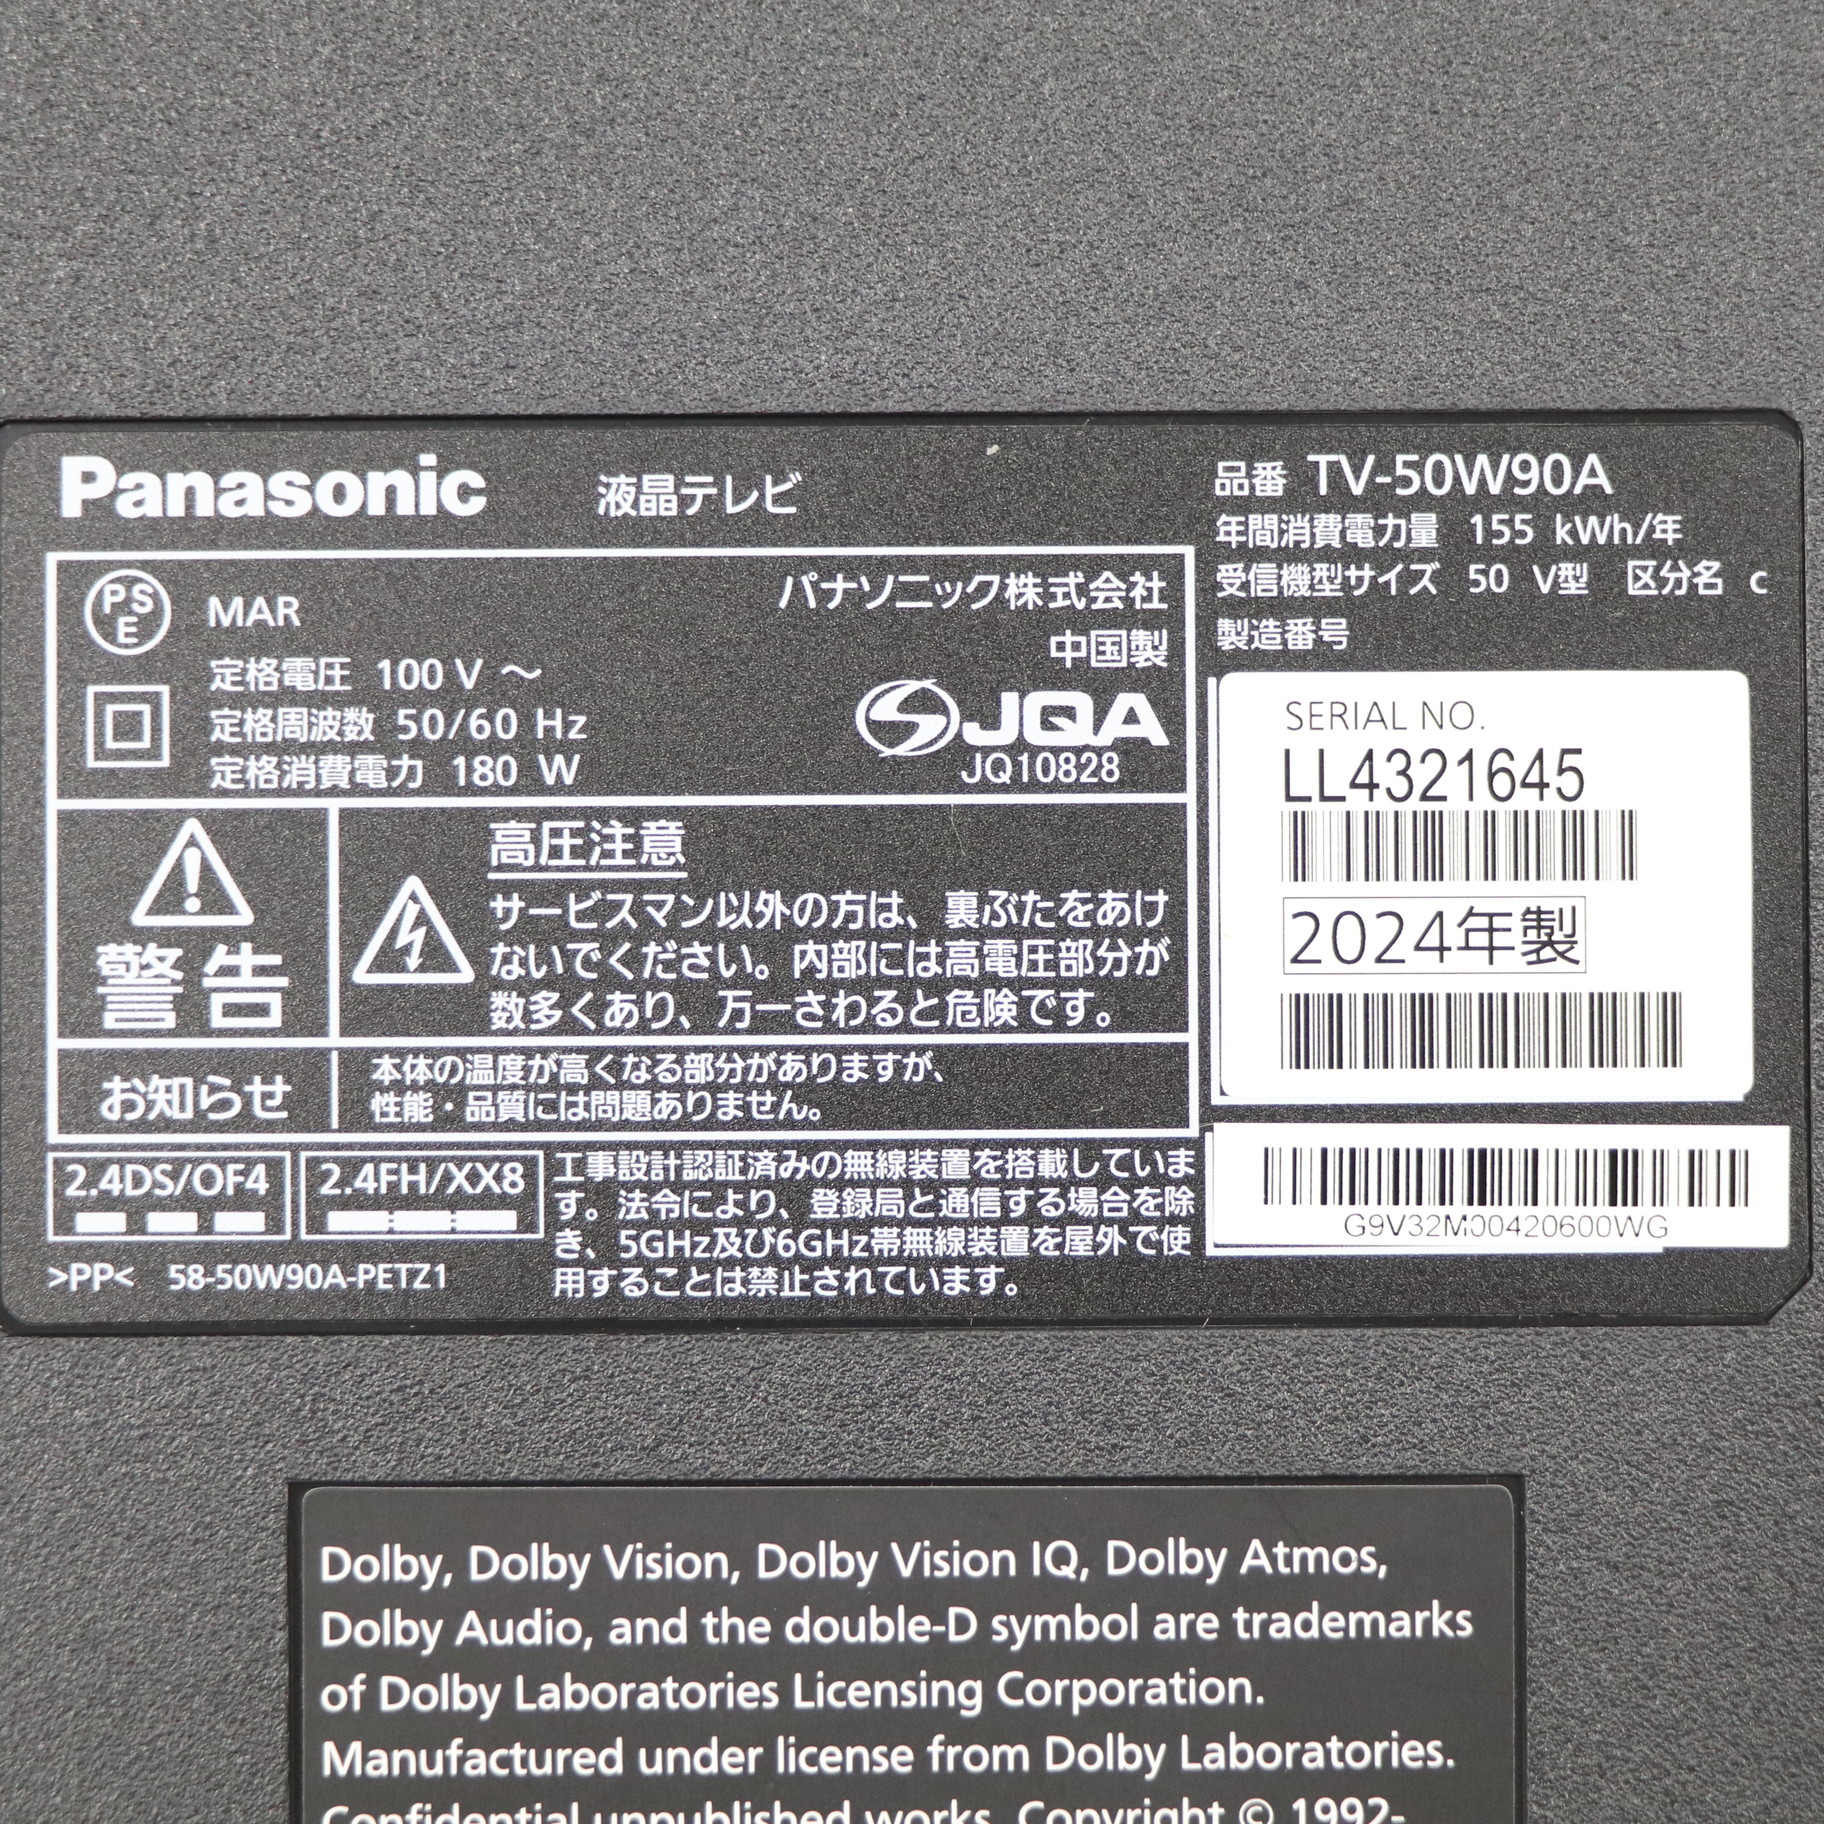 Panasonic 液晶テレビ
品番 TV-50W90A
年間消費電力量 155 kWh/年
受信機型サイズ 50 V型 区分名 c
製造番号
PSE MAR
パナソニック株式会社
中国製
定格電圧 100 V ～
定格周波数 50/60 Hz
定格消費電力 180 W
JQA
JQ10828
SERIAL NO.
LL4321645
2024年製
警告
高圧注意
サービスマン以外の方は、裏ぶたをあけ
ないでください。内部には高電圧部分が
数多くあり、万一さわると危険です。
お知らせ
本体の温度が高くなる部分がありますが、
性能・品質には問題ありません。
2.4DS/OF4
2.4FH/XX8
工事設計認証済みの無線装置を搭載していま
す。法令により、登録局と通信する場合を除
き、5GHz及び6GHz帯無線装置を屋外で使
用することは禁止されています。
>PP< 58-50W90A-PETZ1
G9V32M00420600WG
Dolby, Dolby Vision, Dolby Vision IQ, Dolby Atmos,
Dolby Audio, and the double-D symbol are trademarks
of Dolby Laboratories Licensing Corporation.
Manufactured under license from Dolby Laboratories.
Confidential unpublished works. Copyright © 1992-